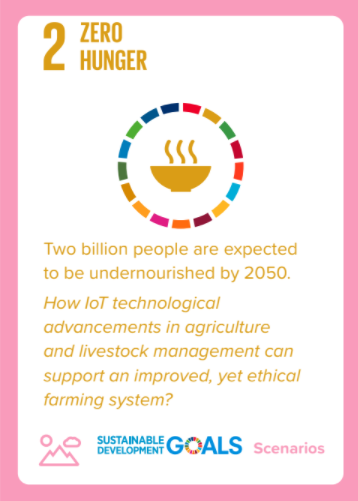 2 ZERO
HUNGER
Two billion people are expected
to be undernourished by 2050.
How IoT technological
advancements in agriculture
and livestock management can
support an improved, yet ethical
farming system?
SUSTAINABLE
DEVELOPMENT GOALS Scenarios